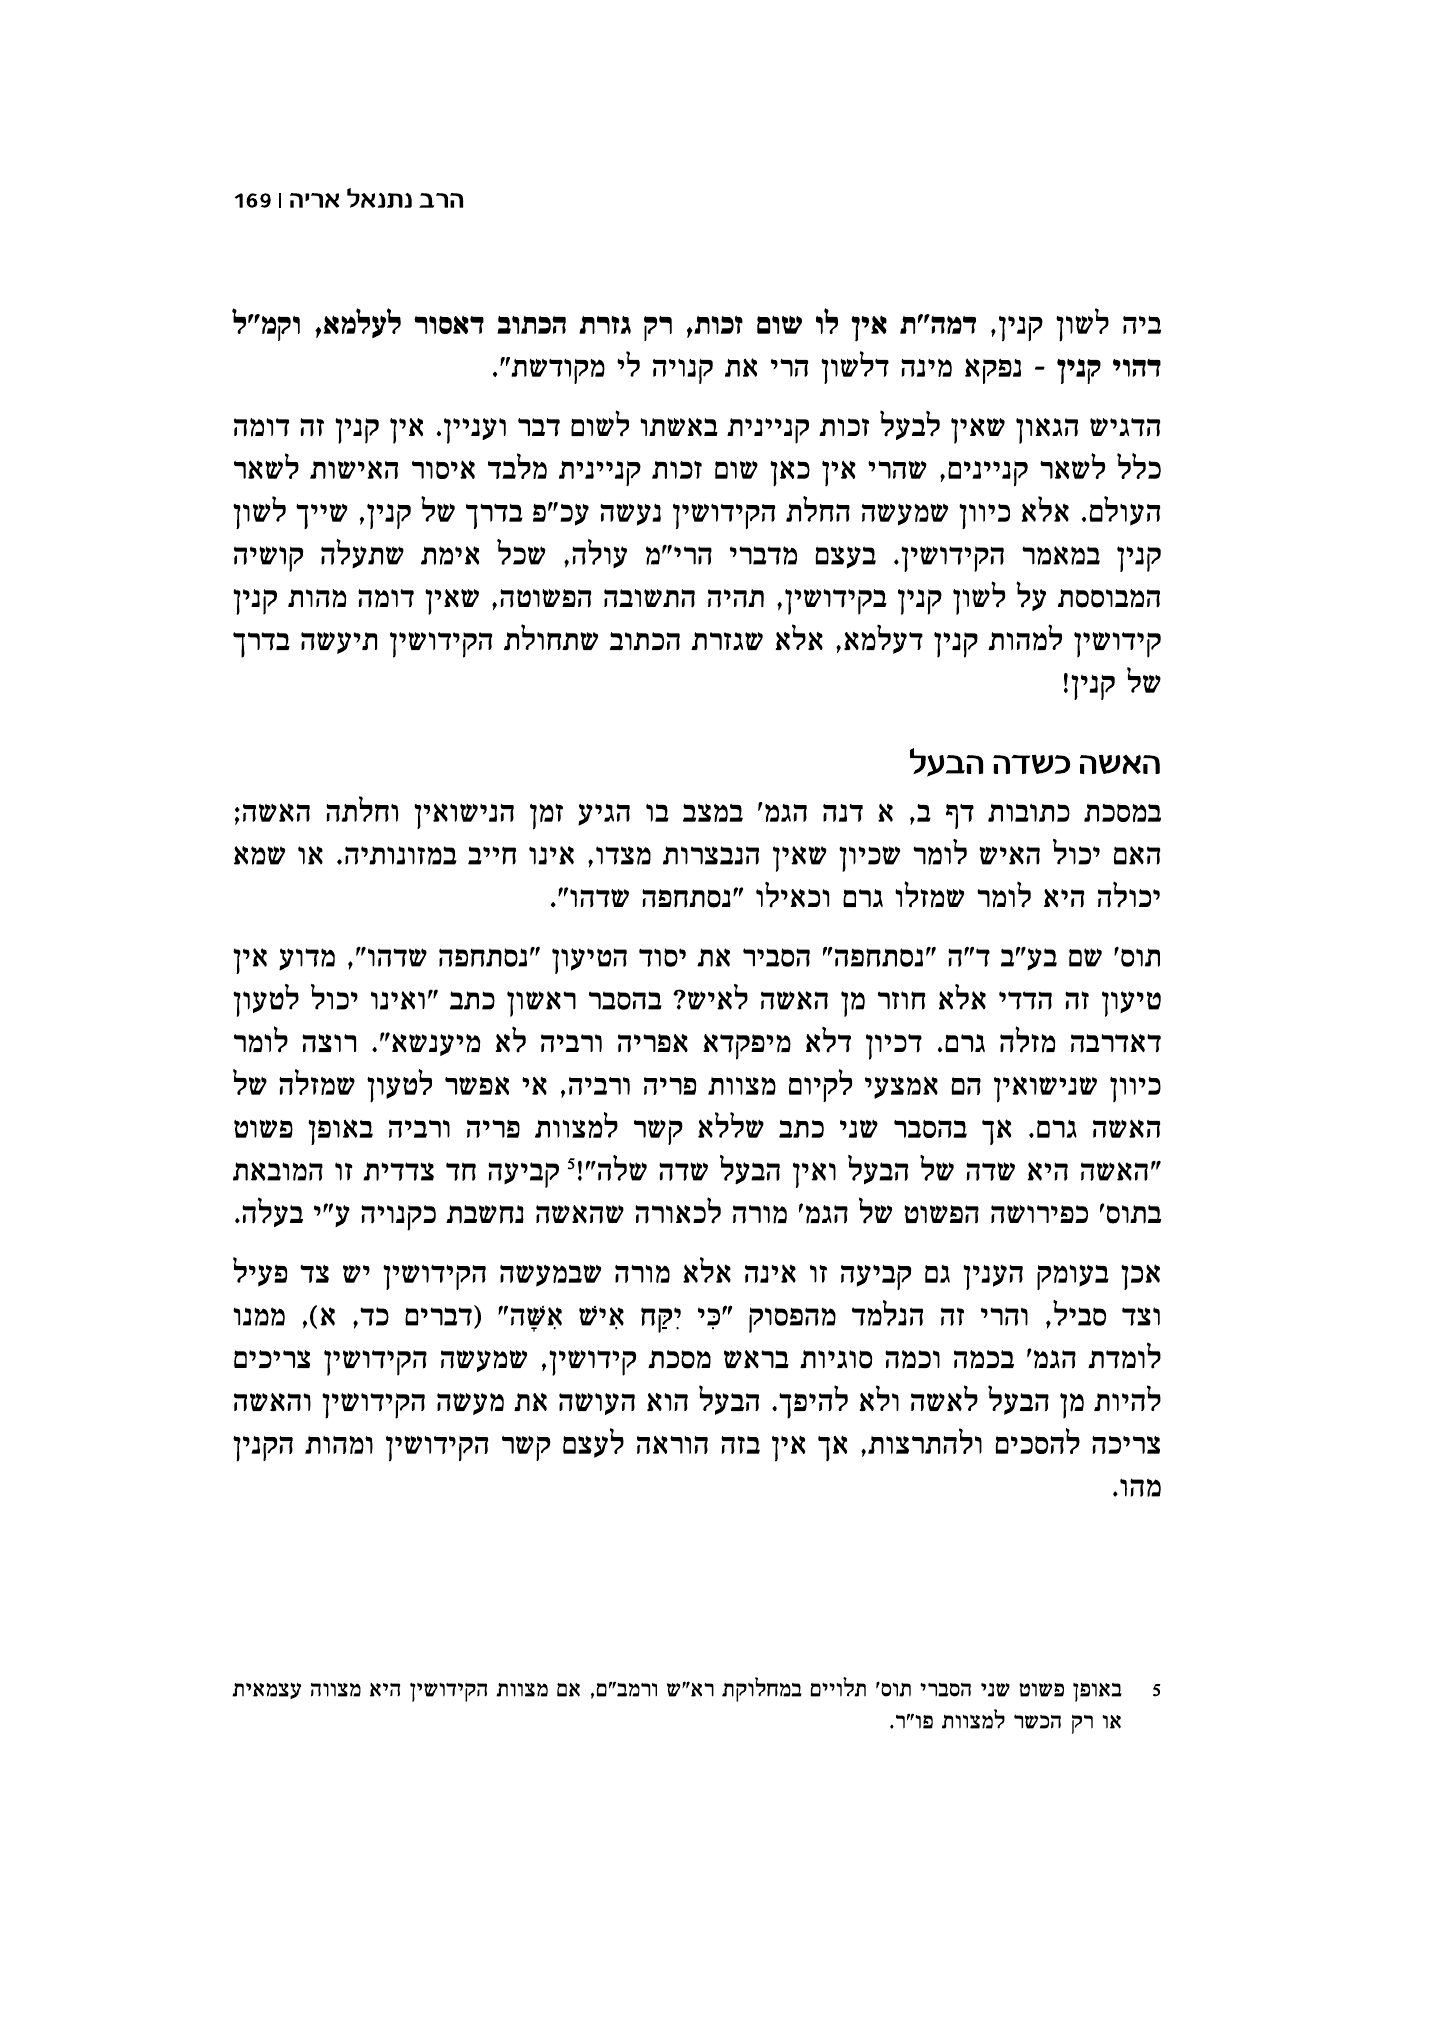 הרב נתנאל אריה | 169
ביה לשון קנין, דמה"ת אין לו שום זכות, רק גזרת הכתוב דאסור לעלמא, וקמ"ל
דהוי קנין - נפקא מינה דלשון הרי את קנויה לי מקודשת".
הדגיש הגאון שאין לבעל זכות קניינית באשתו לשום דבר ועניין. אין קנין זה דומה
כלל לשאר קניינים, שהרי אין כאן שום זכות קניינית מלבד איסור האישות לשאר
העולם. אלא כיוון שמעשה החלת הקידושין נעשה עכ"פ בדרך של קנין, שייך לשון
קנין במאמר הקידושין. בעצם מדברי הרי"מ עולה, שכל אימת שתעלה קושיה
המבוססת על לשון קנין בקידושין, תהיה התשובה הפשוטה, שאין דומה מהות קנין
קידושין למהות קנין דעלמא, אלא שגזרת הכתוב שתחולת הקידושין תיעשה בדרך
של קנין!
האשה כשדה הבעל
במסכת כתובות דף ב, א דנה הגמ' במצב בו הגיע זמן הנישואין וחלתה האשה;
האם יכול האיש לומר שכיון שאין הנבצרות מצדו, אינו חייב במזונותיה. או שמא
יכולה היא לומר שמזלו גרם וכאילו "נסתחפה שדהו".
תוס' שם בע"ב ד"ה "נסתחפה" הסביר את יסוד הטיעון "נסתחפה שדהו", מדוע אין
טיעון זה הדדי אלא חוזר מן האשה לאיש? בהסבר ראשון כתב "ואינו יכול לטעון
דאדרבה מזלה גרם. דכיון דלא מיפקדא אפריה ורביה לא מיענשא". רוצה לומר
כיוון שנישואין הם אמצעי לקיום מצוות פריה ורביה, אי אפשר לטעון שמזלה של
האשה גרם. אך בהסבר שני כתב שללא קשר למצוות פריה ורביה באופן פשוט
"האשה היא שדה של הבעל ואין הבעל שדה שלה"!⁵ קביעה חד צדדית זו המובאת
בתוס' כפירושה הפשוט של הגמ' מורה לכאורה שהאשה נחשבת כקנויה ע"י בעלה.
אכן בעומק הענין גם קביעה זו אינה אלא מורה שבמעשה הקידושין יש צד פעיל
וצד סביל, והרי זה הנלמד מהפסוק "כִּי יִקַּח אִישׁ אִשָּׁה" (דברים כד, א), ממנו
לומדת הגמ' בכמה וכמה סוגיות בראש מסכת קידושין, שמעשה הקידושין צריכים
להיות מן הבעל לאשה ולא להיפך. הבעל הוא העושה את מעשה הקידושין והאשה
צריכה להסכים ולהתרצות, אך אין בזה הוראה לעצם קשר הקידושין ומהות הקנין
מהו.
5 באופן פשוט שני הסברי תוס' תלויים במחלוקת רא"ש ורמב"ם, אם מצוות הקידושין היא מצווה עצמאית
או רק הכשר למצוות פו"ר.